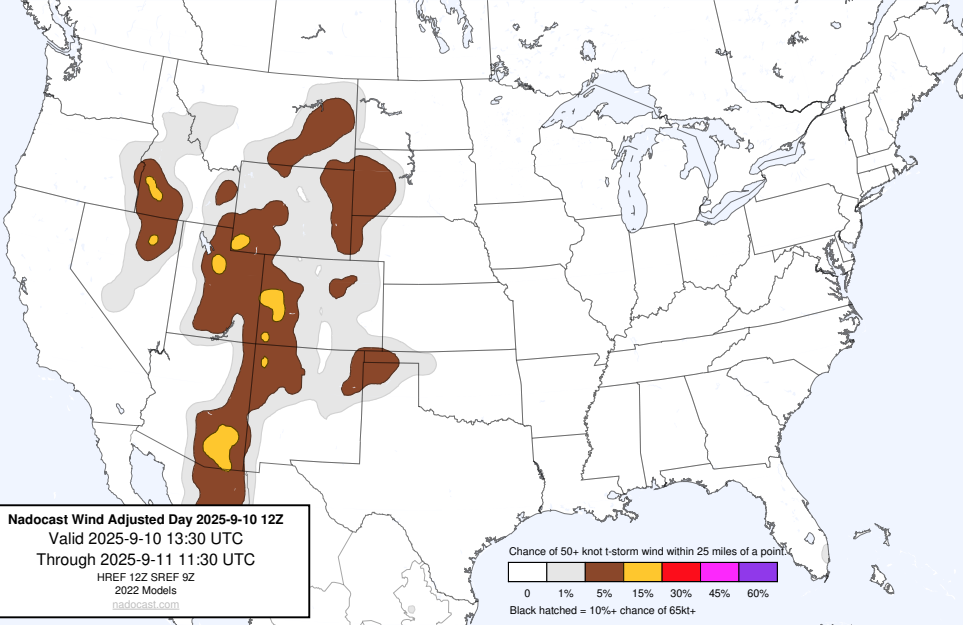 Nadocast Wind Adjusted Day 2025-9-10 12Z
Valid 2025-9-10 13:30 UTC
Through 2025-9-11 11:30 UTC
HREF 12Z SREF 9Z
2022 Models
nadocast.com
Chance of 50+ knot t-storm wind within 25 miles of a point.
0 1% 5% 15% 30% 45% 60%
Black hatched = 10%+ chance of 65kt+